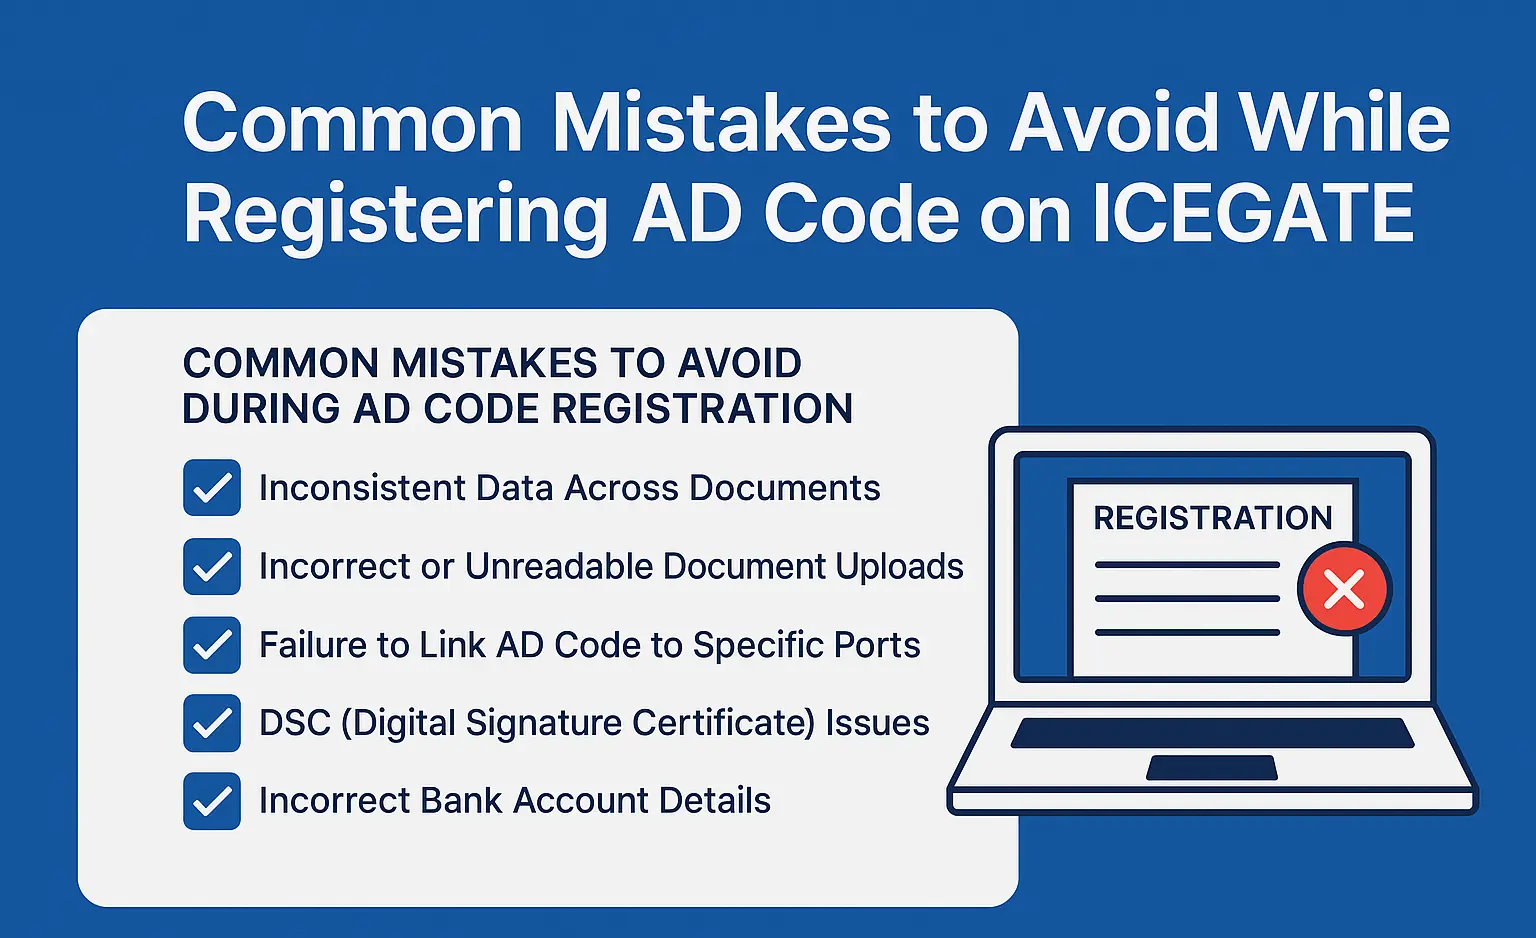 Common Mistakes to Avoid While
Registering AD Code on ICEGATE
COMMON MISTAKES TO AVOID
DURING AD CODE REGISTRATION
Inconsistent Data Across Documents
Incorrect or Unreadable Document Uploads
Failure to Link AD Code to Specific Ports
DSC (Digital Signature Certificate) Issues
Incorrect Bank Account Details
REGISTRATION